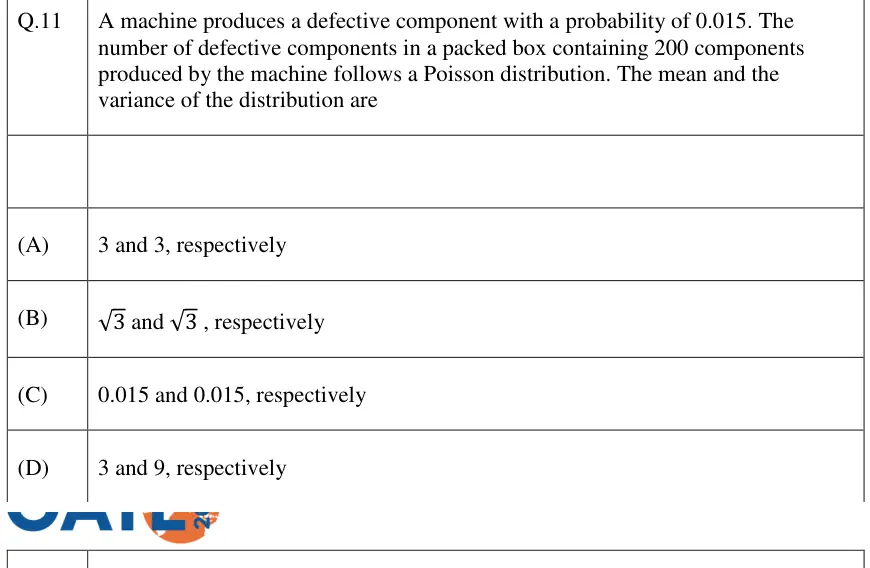 Q.11 A machine produces a defective component with a probability of 0.015. The
number of defective components in a packed box containing 200 components
produced by the machine follows a Poisson distribution. The mean and the
variance of the distribution are
(A) 3 and 3, respectively
(B) √3 and √3 , respectively
(C) 0.015 and 0.015, respectively
(D) 3 and 9, respectively